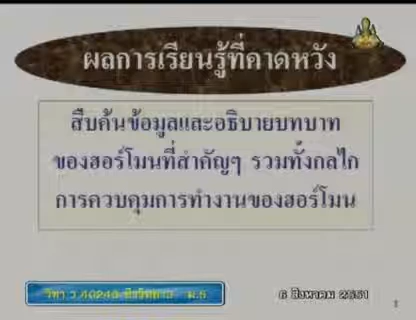 ผลการเรียนรู้ที่คาดหวัง
สืบค้นข้อมูลและอธิบายบทบาท
ของฮอร์โมนที่สำคัญๆ รวมทั้งกลไก
การควบคุมการทำงานของฮอร์โมน
วิชา ว 40243 ชีววิทยา ม.5
6 สิงหาคม 2551